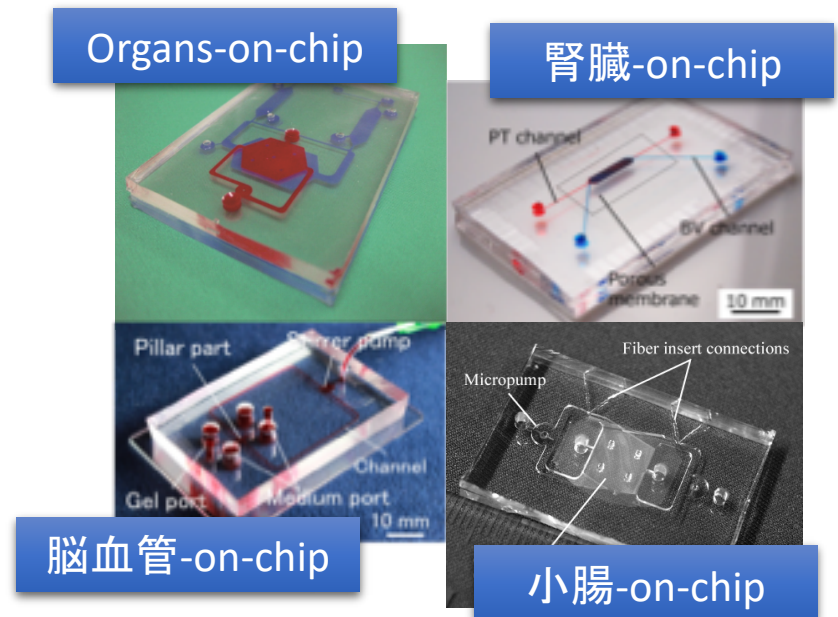 Organs-on-chip
腎臓-on-chip
PT channel
BV channel
Porous
membrane
10 mm
Pillar part
Stirrer pump
Channel
Gel port
Medium port
10 mm
Fiber insert connections
Micropump
脳血管-on-chip
小腸-on-chip